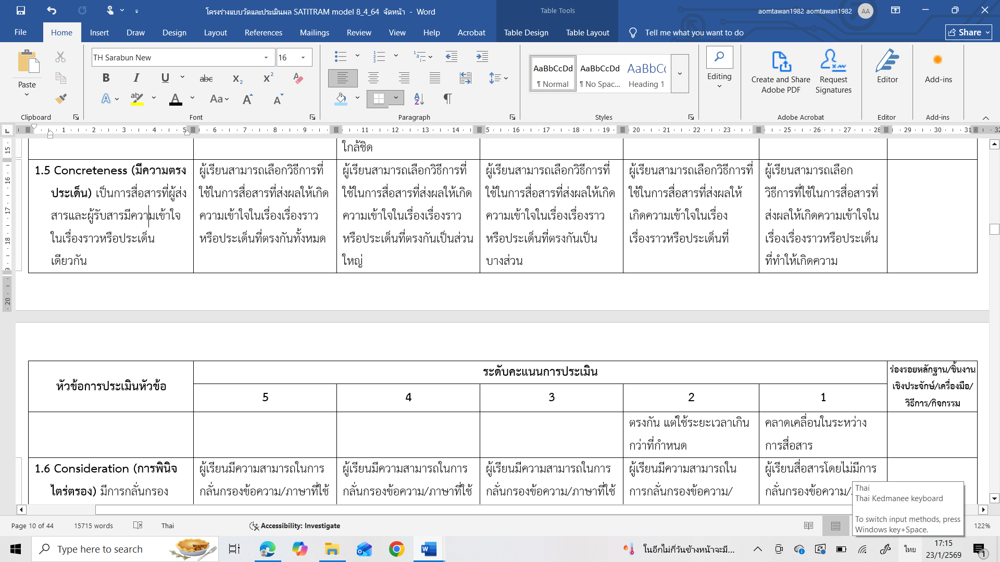 โครงร่างแบบวัดและประเมินผล SATITRAM model 8_4_64 จัดหน้า - Word
Table Tools
aomtawan1982 aomtawan1982
AA
File Home Insert Draw Design Layout References Mailings Review View Help Acrobat Table Design Table Layout Tell me what you want to do Share
TH Sarabun New 16
Paste
AaBbCcDd AaBbCcDd AaBbCc
¶ Normal ¶ No Spac... Heading 1
Editing
Create and Share Adobe PDF
Request Signatures
Editor
Add-ins
Clipboard Font Paragraph Styles Adobe Acrobat Editor Add-ins
ใกล้ชิด
1.5 Concreteness (มีความตรง
ประเด็น) เป็นการสื่อสารที่ผู้ส่ง
สารและผู้รับสารมีความเข้าใจ
ในเรื่องราวหรือประเด็น
เดียวกัน
ผู้เรียนสามารถเลือกวิธีการที่
ใช้ในการสื่อสารที่ส่งผลให้เกิด
ความเข้าใจในเรื่องเรื่องราว
หรือประเด็นที่ตรงกันทั้งหมด
ผู้เรียนสามารถเลือกวิธีการที่
ใช้ในการสื่อสารที่ส่งผลให้เกิด
ความเข้าใจในเรื่องเรื่องราว
หรือประเด็นที่ตรงกันเป็นส่วน
ใหญ่
ผู้เรียนสามารถเลือกวิธีการที่
ใช้ในการสื่อสารที่ส่งผลให้เกิด
ความเข้าใจในเรื่องเรื่องราว
หรือประเด็นที่ตรงกันเป็น
บางส่วน
ผู้เรียนสามารถเลือกวิธีการที่
ใช้ในการสื่อสารที่ส่งผลให้
เกิดความเข้าใจในเรื่อง
เรื่องราวหรือประเด็นที่
ผู้เรียนสามารถเลือก
วิธีการที่ใช้ในการสื่อสารที่
ส่งผลให้เกิดความเข้าใจใน
เรื่องเรื่องราวหรือประเด็น
ที่ทำให้เกิดความ
หัวข้อการประเมินหัวข้อ
ระดับคะแนนการประเมิน
5 4 3 2 1
ร่องรอยหลักฐาน/ชิ้นงาน
เชิงประจักษ์/เครื่องมือ/
วิธีการ/กิจกรรม
ตรงกัน แต่ใช้ระยะเวลาเกิน
กว่าที่กำหนด
คลาดเคลื่อนในระหว่าง
การสื่อสาร
1.6 Consideration (การพินิจ
ไตร่ตรอง) มีการกลั่นกรอง
ผู้เรียนมีความสามารถในการ
กลั่นกรองข้อความ/ภาษาที่ใช้
ผู้เรียนมีความสามารถในการ
กลั่นกรองข้อความ/ภาษาที่ใช้
ผู้เรียนมีความสามารถในการ
กลั่นกรองข้อความ/ภาษาที่ใช้
ผู้เรียนมีความสามารถใน
การกลั่นกรองข้อความ/
ผู้เรียนสื่อสารโดยไม่มีการ
กลั่นกรองข้อความ/
Thai
Thai Kedmanee keyboard
To switch input methods, press
Windows key+Space.
Page 10 of 44 15715 words Thai Accessibility: Investigate 122%
Type here to search
ในอีกไม่กี่วันข้างหน้าจะมี...
ไทย
17:15
23/1/2569
1